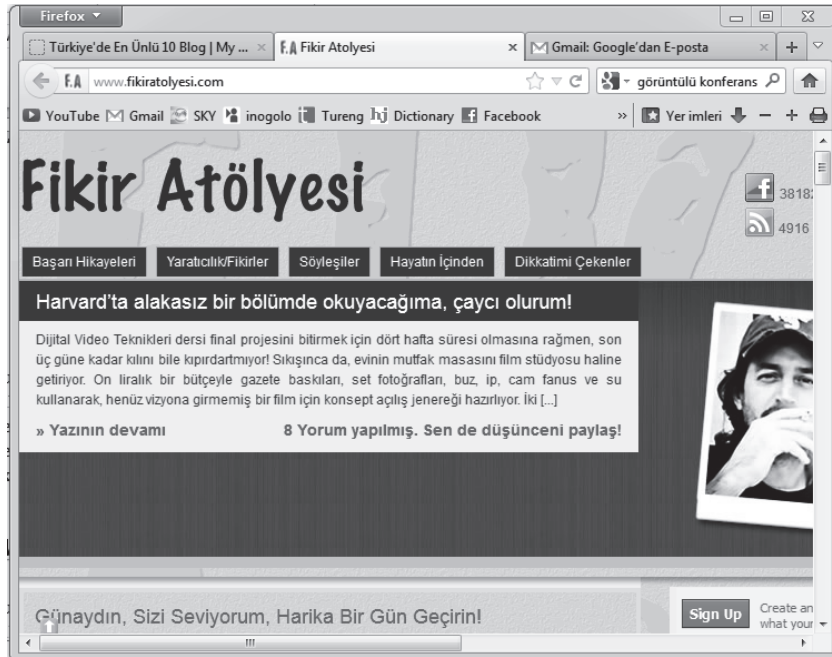 Firefox
Türkiye'de En Ünlü 10 Blog | My ... F.A Fikir Atolyesi Gmail: Google'dan E-posta
F.A www.fikiratolyesi.com görüntülü konferans
YouTube Gmail SKY inogolo Tureng hj Dictionary Facebook » Yer imleri
Fikir Atölyesi
38182
4916
Başarı Hikayeleri Yaratıcılık/Fikirler Söyleşiler Hayatın İçinden Dikkatimi Çekenler
Harvard'ta alakasız bir bölümde okuyacağıma, çaycı olurum!
Dijital Video Teknikleri dersi final projesini bitirmek için dört hafta süresi olmasına rağmen, son
üç güne kadar kılını bile kıpırdartmıyor! Sıkışınca da, evinin mutfak masasını film stüdyosu haline
getiriyor. On liralık bir bütçeyle gazete baskıları, set fotoğrafları, buz, ip, cam fanus ve su
kullanarak, henüz vizyona girmemiş bir film için konsept açılış jenereği hazırlıyor. İki [...]
» Yazının devamı 8 Yorum yapılmış. Sen de düşünceni paylaş!
Günaydın, Sizi Seviyorum, Harika Bir Gün Geçirin!
Sign Up Create an
what your